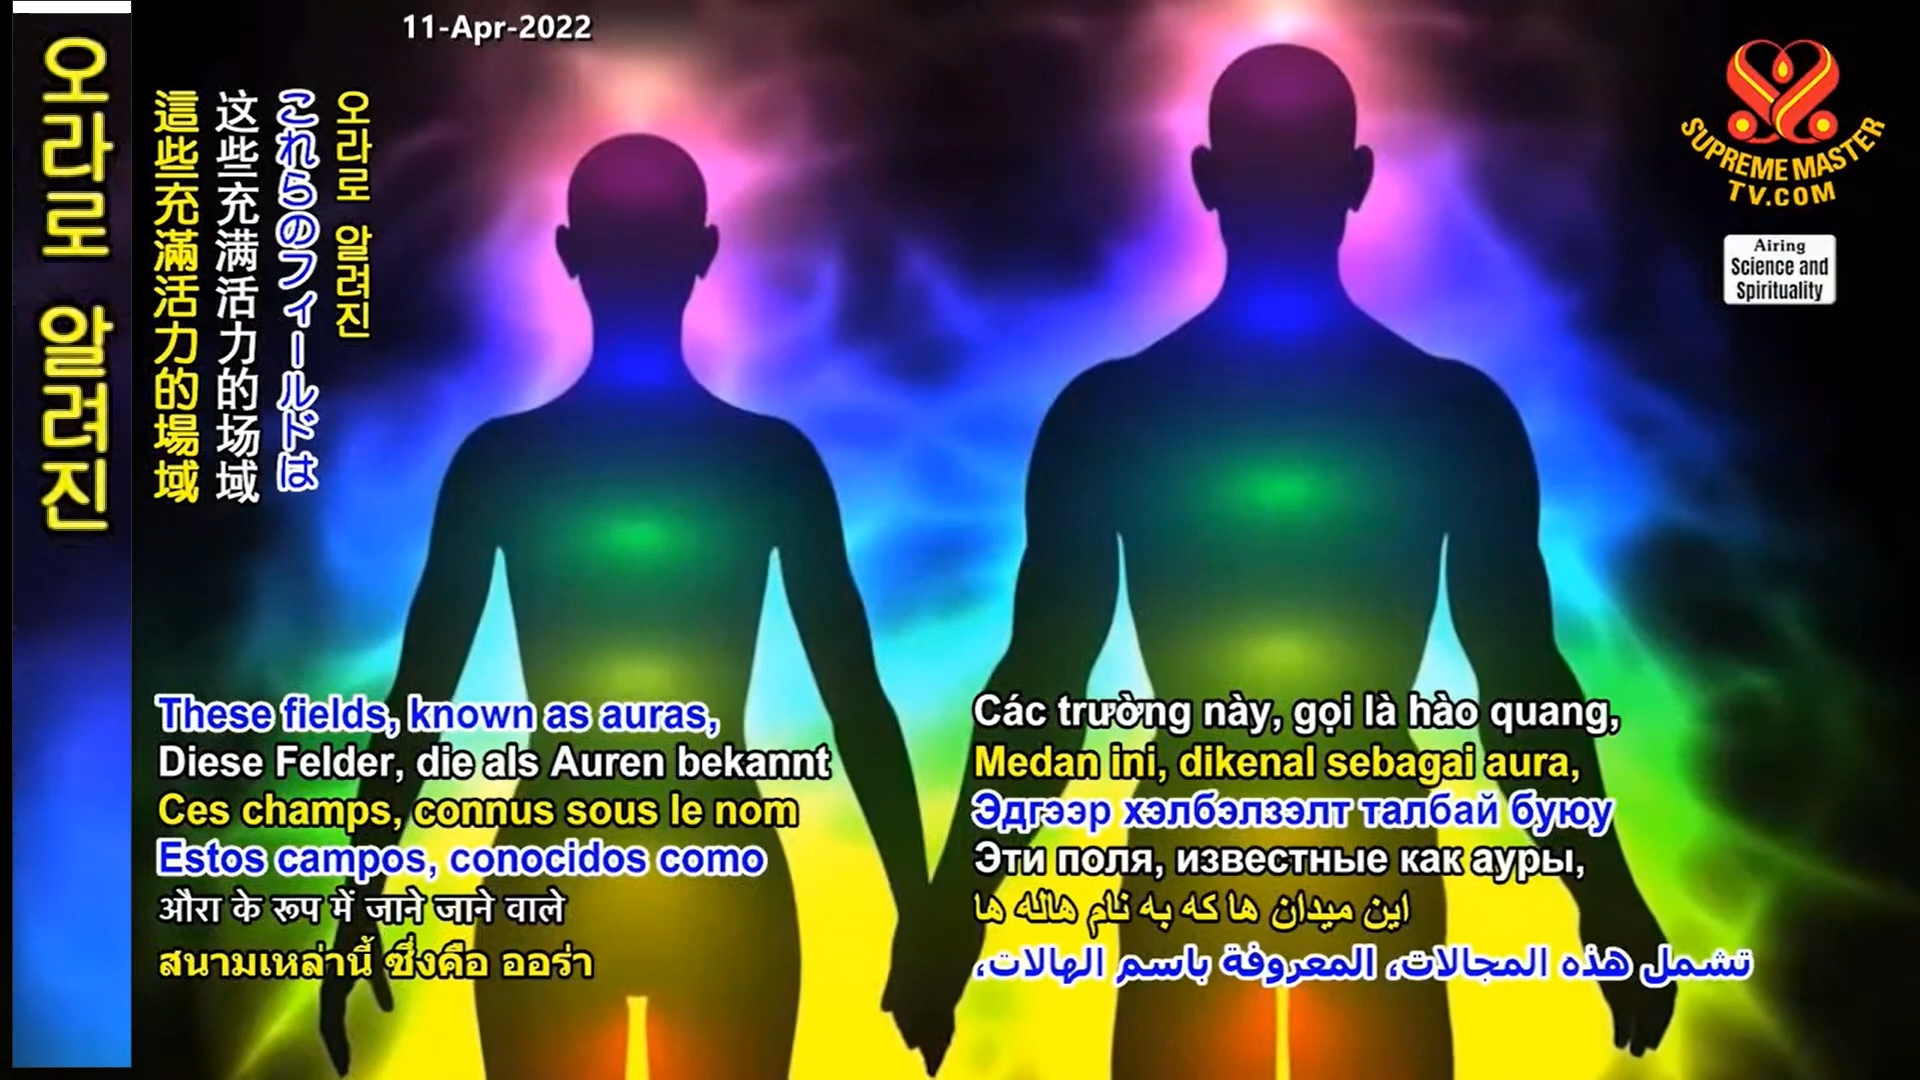 11-Apr-2022
오라로 알려진
這些充滿活力的場域
这些充满活力的场域
これらのフィールドは
오라로 알려진
SUPREME MASTER
TV.COM
Airing
Science and
Spirituality
These fields, known as auras,
Diese Felder, die als Auren bekannt
Ces champs, connus sous le nom
Estos campos, conocidos como
औरा के रूप में जाने जाने वाले
สนามเหล่านี้ ซึ่งคือ ออร่า
Các trường này, gọi là hào quang,
Medan ini, dikenal sebagai aura,
Эдгээр хэлбэлзэлт талбай буюу
Эти поля, известные как ауры,
این میدان ها که به نام هاله ها
تشمل هذه المجالات، المعروفة باسم الهالات،